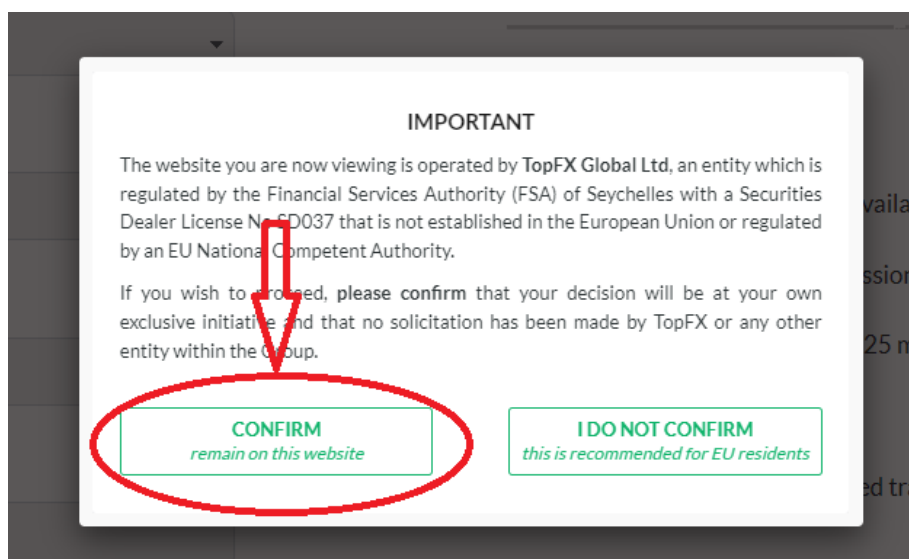 IMPORTANT
The website you are now viewing is operated by TopFX Global Ltd, an entity which is
regulated by the Financial Services Authority (FSA) of Seychelles with a Securities
Dealer License No SD037 that is not established in the European Union or regulated
by an EU National Competent Authority.
If you wish to proceed, please confirm that your decision will be at your own
exclusive initiative and that no solicitation has been made by TopFX or any other
entity within the Group.
CONFIRM
remain on this website
I DO NOT CONFIRM
this is recommended for EU residents
25